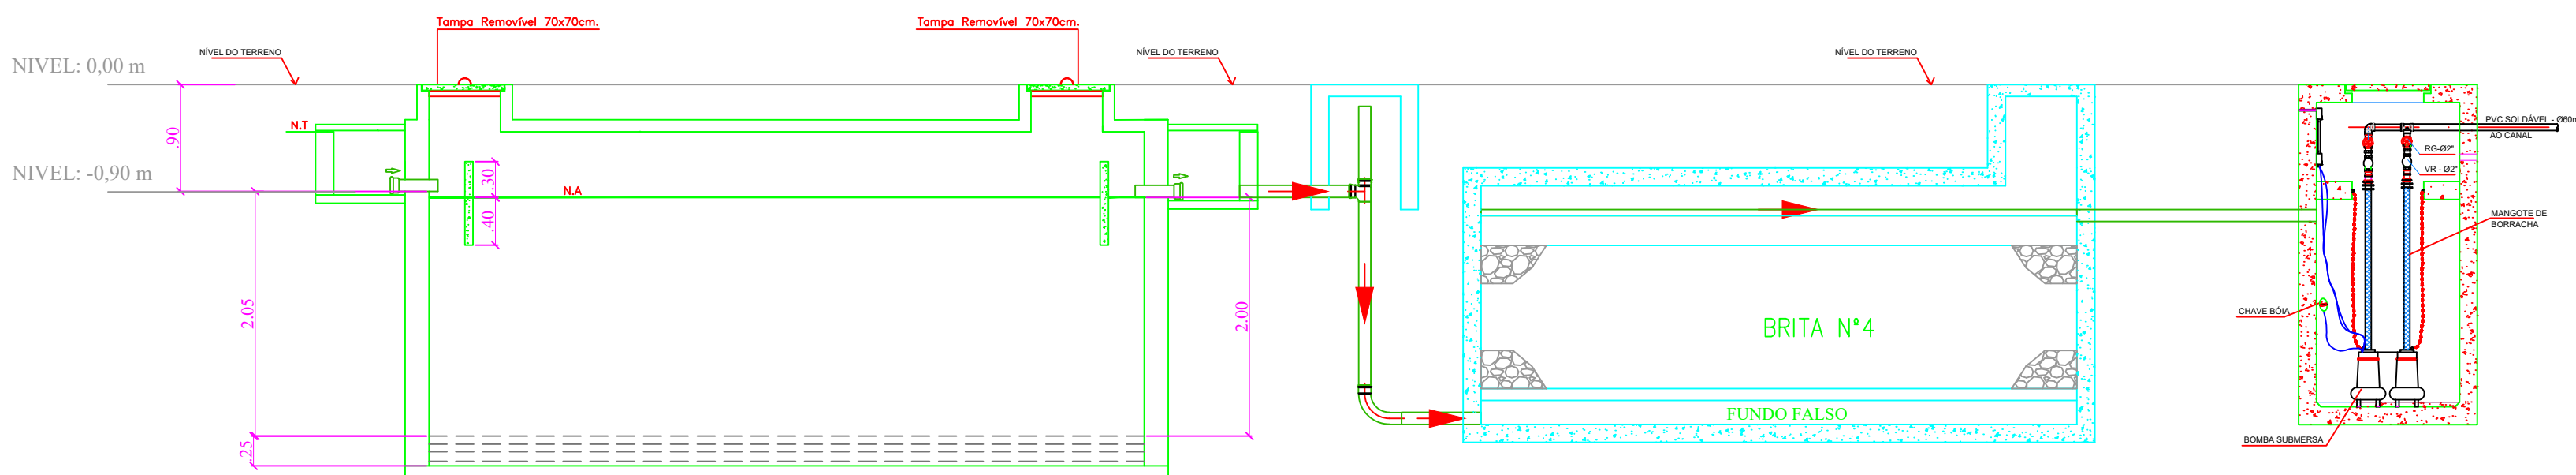 Tampa Removível 70x70cm.
Tampa Removível 70x70cm.
NÍVEL DO TERRENO
NÍVEL DO TERRENO
NÍVEL DO TERRENO
NIVEL: 0,00 m
N.T
.90
NIVEL: -0,90 m
.30
N.A
.40
2.05
2.00
.25
BRITA N°4
FUNDO FALSO
PVC SOLDÁVEL - Ø60m
AO CANAL
RG-Ø2"
VR - Ø2"
MANGOTE DE
BORRACHA
CHAVE BÓIA
BOMBA SUBMERSA